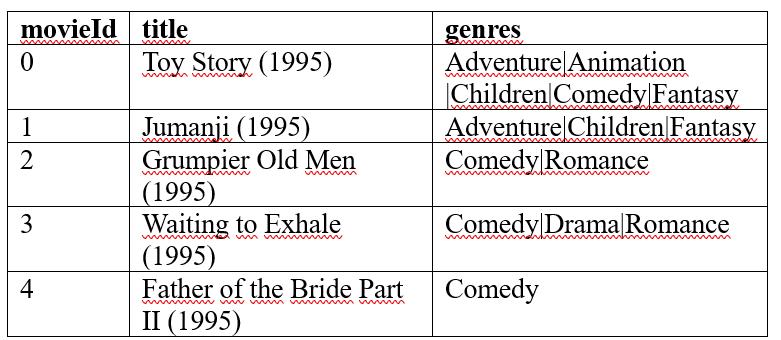 movieId title genres
0 Toy Story (1995) Adventure|Animation
|Children|Comedy|Fantasy
1 Jumanji (1995) Adventure|Children|Fantasy
2 Grumpier Old Men Comedy|Romance
(1995)
3 Waiting to Exhale Comedy|Drama|Romance
(1995)
4 Father of the Bride Part Comedy
II (1995)